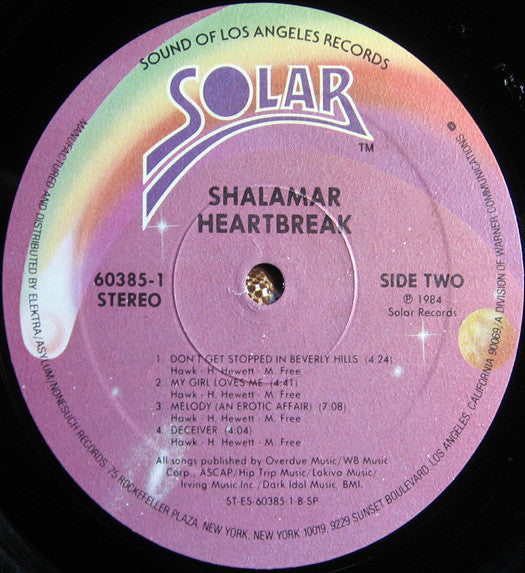 SOUND OF LOS ANGELES RECORDS
SOLAR
TM
SHALAMAR
HEARTBREAK
60385-1
STEREO
SIDE TWO
Ⓟ 1984
Solar Records
1. DON'T GET STOPPED IN BEVERLY HILLS (4:24)
Hawk - H. Hewett - M. Free
2. MY GIRL LOVES ME (4:41)
Hawk - H. Hewett - M. Free
3. MELODY (AN EROTIC AFFAIR) (7:08)
Hawk - H. Hewett - M. Free
4. DECEIVER (4:04)
Hawk - H. Hewett - M. Free
All songs published by Overdue Music/WB Music
Corp., ASCAP/Hip Trip Music/Lakiva Music/
Irving Music Inc./Dark Idol Music, BMI.
ST-ES-60385-1-B-SP
MANUFACTURED AND DISTRIBUTED BY ELEKTRA/ASYLUM/NONESUCH RECORDS, 75 ROCKEFELLER PLAZA, NEW YORK, NEW YORK 10019, 9229 SUNSET BOULEVARD, LOS ANGELES, CALIFORNIA 90069/A DIVISION OF WARNER COMMUNICATIONS